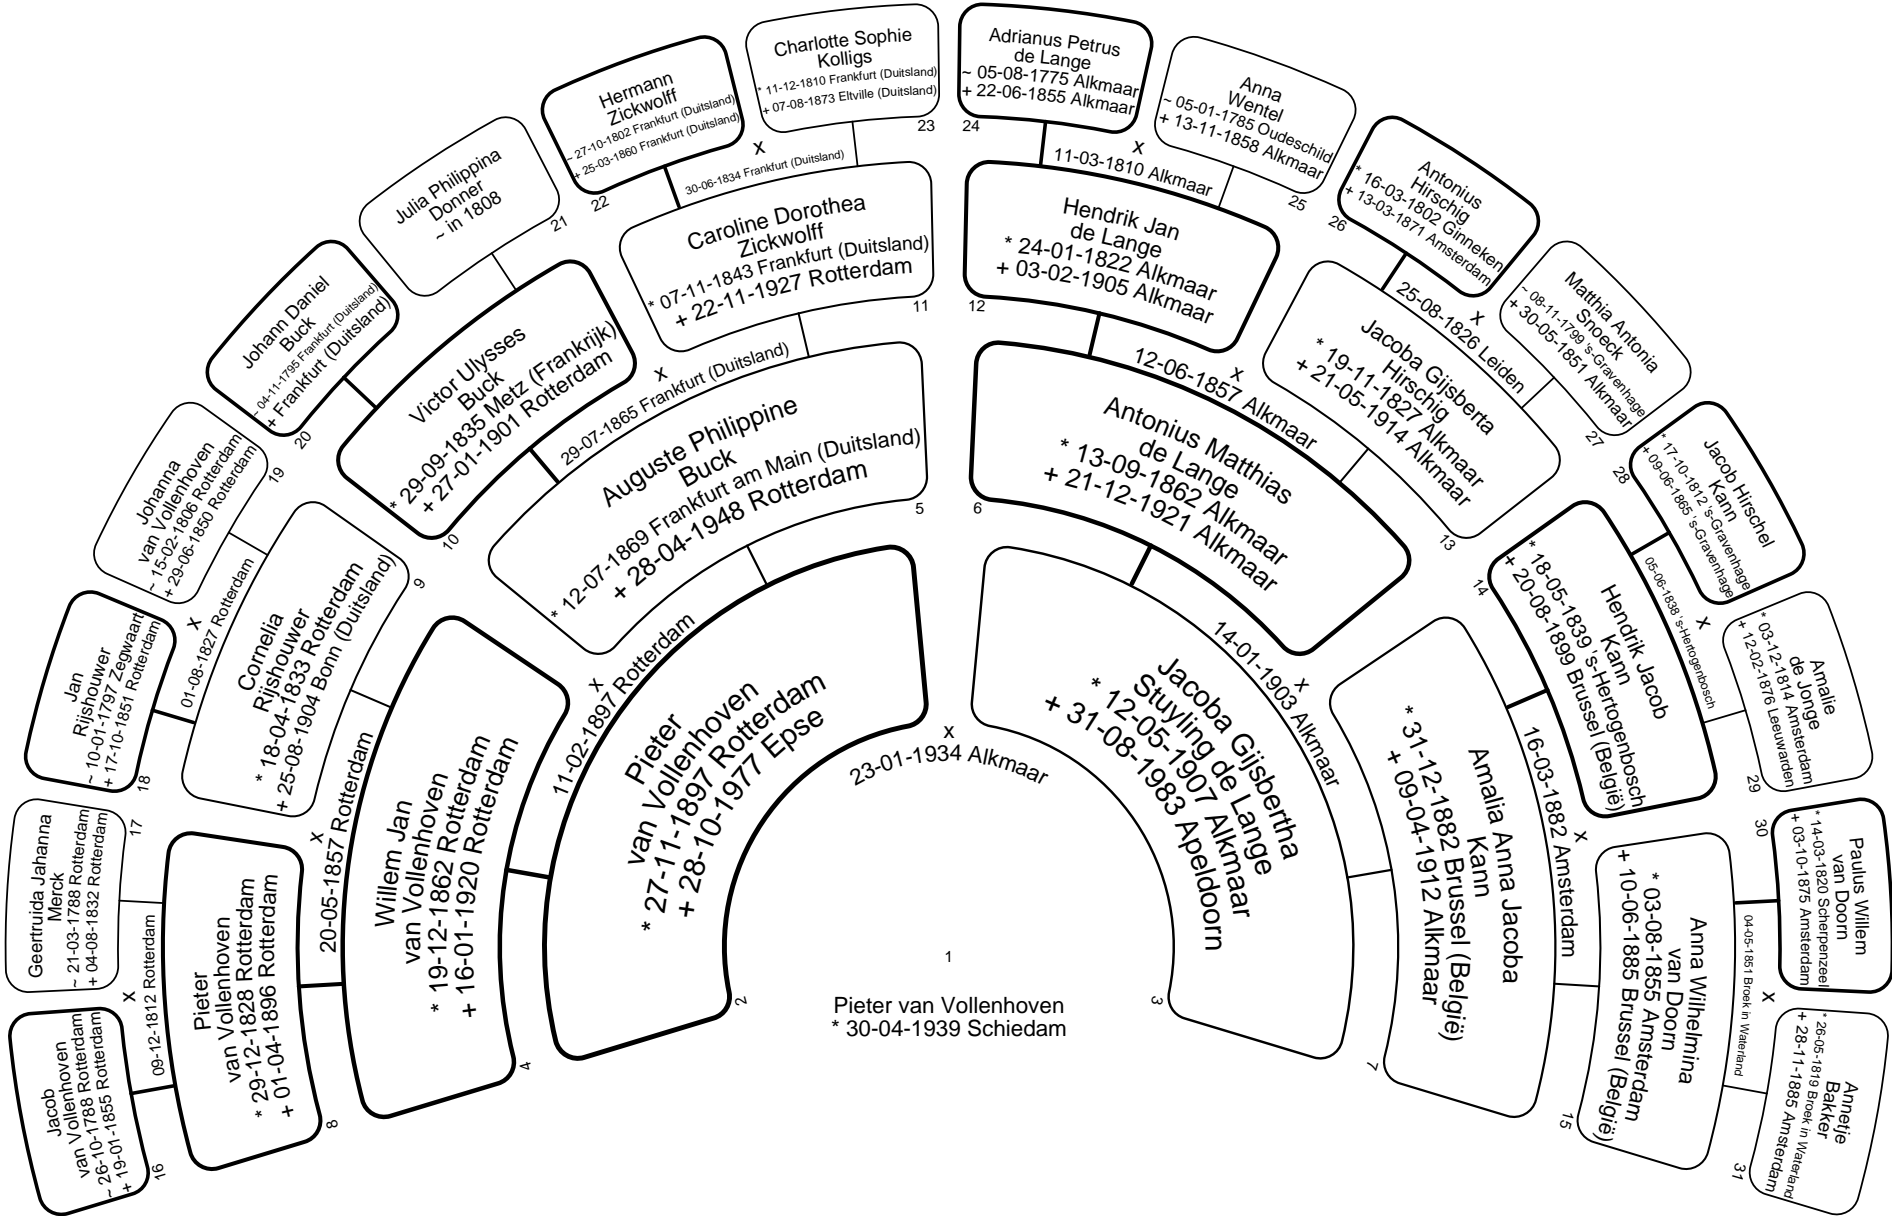 1
Pieter van Vollenhoven
* 30-04-1939 Schiedam
Pieter
van Vollenhoven
* 27-11-1897 Rotterdam
+ 28-10-1977 Epse
2
x
23-01-1934 Alkmaar
Jacoba Gijsbertha
Stuyling de Lange
* 12-05-1907 Alkmaar
+ 31-08-1983 Apeldoorn
3
Willem Jan
van Vollenhoven
* 19-12-1862 Rotterdam
+ 16-01-1920 Rotterdam
4
x
11-02-1897 Rotterdam
Auguste Philippine
Buck
* 12-07-1869 Frankfurt am Main (Duitsland)
+ 28-04-1948 Rotterdam
5
Antonius Matthias
de Lange
* 13-09-1862 Alkmaar
+ 21-12-1921 Alkmaar
6
x
14-01-1903 Alkmaar
Amalia Anna Jacoba
Kann
* 31-12-1882 Brussel (België)
+ 09-04-1912 Alkmaar
7
Pieter
van Vollenhoven
* 29-12-1828 Rotterdam
+ 01-04-1896 Rotterdam
8
x
20-05-1857 Rotterdam
Cornelia
Rijshouwer
* 18-04-1833 Rotterdam
+ 25-08-1904 Bonn (Duitsland)
9
Victor Ulysses
Buck
* 29-09-1835 Metz (Frankrijk)
+ 27-01-1901 Rotterdam
10
x
29-07-1865 Frankfurt (Duitsland)
Caroline Dorothea
Zickwolff
* 07-11-1843 Frankfurt (Duitsland)
+ 22-11-1927 Rotterdam
11
Hendrik Jan
de Lange
* 24-01-1822 Alkmaar
+ 03-02-1905 Alkmaar
12
x
12-06-1857 Alkmaar
Jacoba Gijsberta
Hirschig
* 19-11-1827 Alkmaar
+ 21-05-1914 Alkmaar
13
Hendrik Jacob
Kann
* 18-05-1839 's-Hertogenbosch
+ 20-08-1899 Brussel (België)
14
x
16-03-1882 Amsterdam
Anna Wilhelmina
van Doorn
* 03-08-1855 Amsterdam
+ 10-06-1885 Brussel (België)
15
Jacob
van Vollenhoven
~ 26-10-1788 Rotterdam
+ 19-01-1855 Rotterdam
16
x
09-12-1812 Rotterdam
Geertruida Jahanna
Merck
~ 21-03-1788 Rotterdam
+ 04-08-1832 Rotterdam
17
Jan
Rijshouwer
~ 10-01-1797 Zegwaart
+ 17-10-1851 Rotterdam
18
x
01-08-1827 Rotterdam
Johanna
van Vollenhoven
~ 15-02-1806 Rotterdam
+ 29-06-1850 Rotterdam
19
Johann Daniel
Buck
~ 04-11-1795 Frankfurt (Duitsland)
+ Frankfurt (Duitsland)
20
Julia Philippina
Donner
~ in 1808
21
Hermann
Zickwolff
~ 27-10-1802 Frankfurt (Duitsland)
+ 25-03-1860 Frankfurt (Duitsland)
22
x
30-06-1834 Frankfurt (Duitsland)
Charlotte Sophie
Kolligs
* 11-12-1810 Frankfurt (Duitsland)
+ 07-08-1873 Eltville (Duitsland)
23
Adrianus Petrus
de Lange
~ 05-08-1775 Alkmaar
+ 22-06-1855 Alkmaar
24
x
11-03-1810 Alkmaar
Anna
Wentel
~ 05-01-1785 Oudeschild
+ 13-11-1858 Alkmaar
25
Antonius
Hirschig
* 16-03-1802 Ginneken
+ 13-03-1871 Amsterdam
26
x
25-08-1826 Leiden
Matthia Antonia
Snoeck
~ 08-11-1799 's-Gravenhage
+ 30-05-1851 Alkmaar
27
Jacob Hirschel
Kann
* 17-10-1812 's-Gravenhage
+ 09-06-1865 's-Gravenhage
28
x
05-06-1838 's-Hertogenbosch
Amalie
de Jonge
* 03-12-1814 Amsterdam
+ 12-02-1876 Leeuwarden
29
Paulus Willem
van Doorn
* 14-03-1820 Scherpenzeel
+ 03-10-1875 Amsterdam
30
x
04-05-1851 Broek in Waterland
Annetje
Bakker
* 26-05-1819 Broek in Waterland
+ 28-11-1885 Amsterdam
31